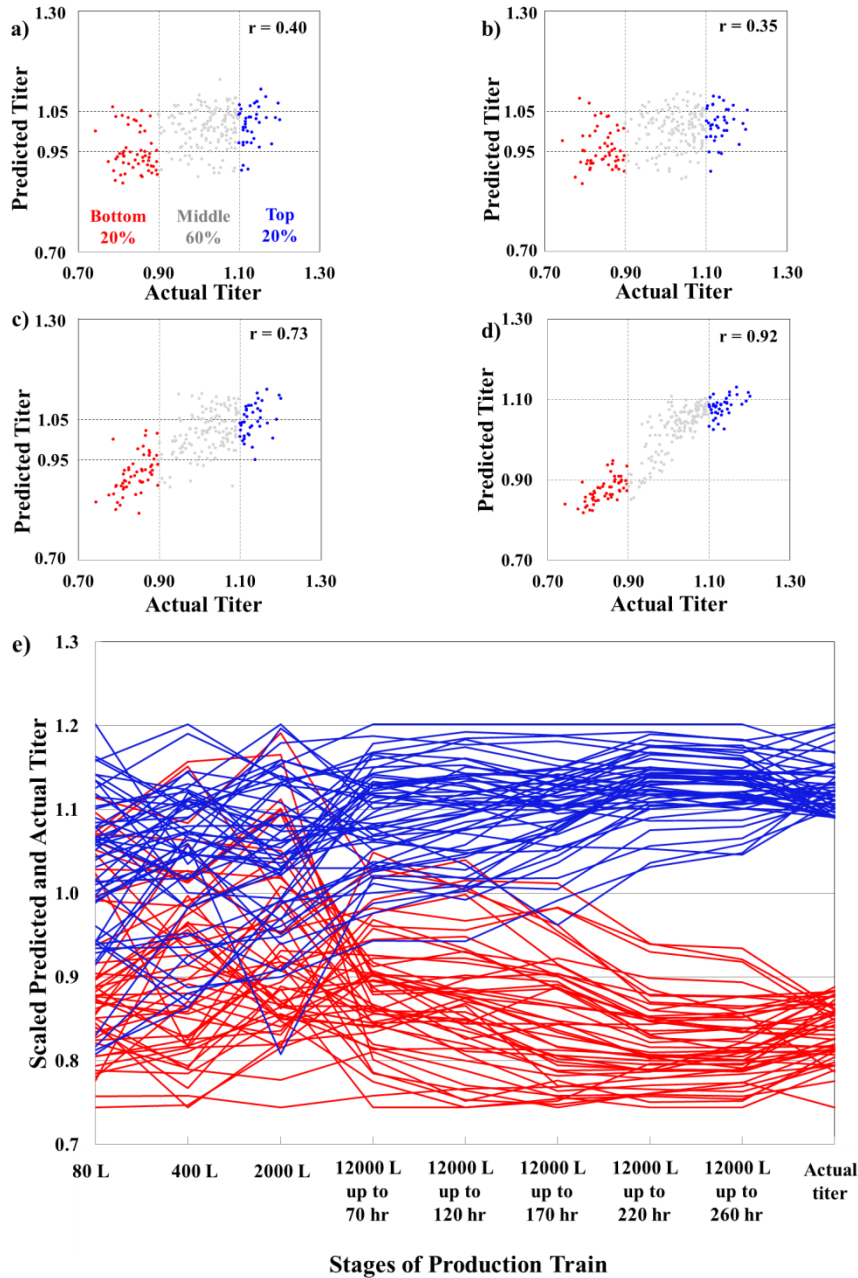 a)
r = 0.40
Predicted Titer
1.30
1.05
0.95
0.70
Bottom
20%
Middle
60%
Top
20%
0.70
0.90
1.10
1.30
Actual Titer
b)
r = 0.35
Predicted Titer
1.30
1.05
0.95
0.70
0.70
0.90
1.10
1.30
Actual Titer
c)
r = 0.73
Predicted Titer
1.30
1.05
0.95
0.70
0.70
0.90
1.10
1.30
Actual Titer
d)
r = 0.92
Predicted Titer
1.30
1.10
0.90
0.70
0.70
0.90
1.10
1.30
Actual Titer
e)
Scaled Predicted and Actual Titer
1.3
1.2
1.1
1.0
0.9
0.8
0.7
80 L
400 L
2000 L
12000 L
up to
70 hr
12000 L
up to
120 hr
12000 L
up to
170 hr
12000 L
up to
220 hr
12000 L
up to
260 hr
Actual
titer
Stages of Production Train